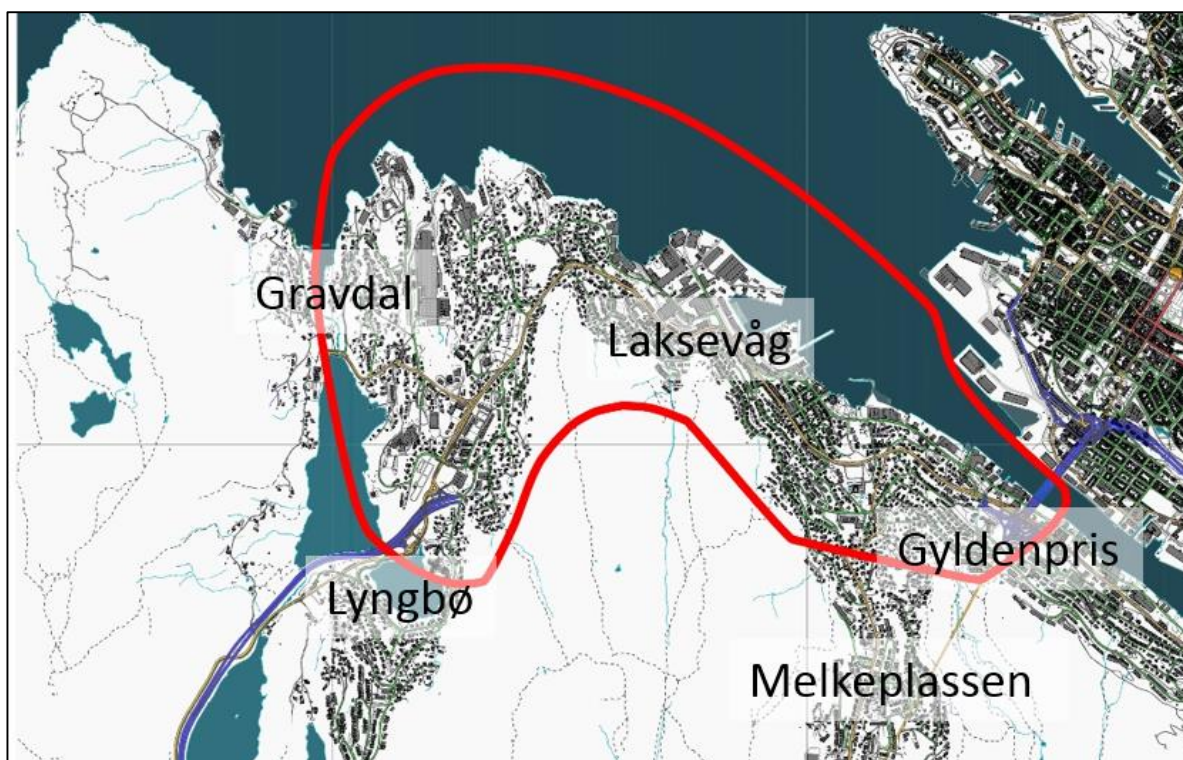 Gravdal
Laksevåg
Gyldenpris
Lyngbø
Melkeplassen